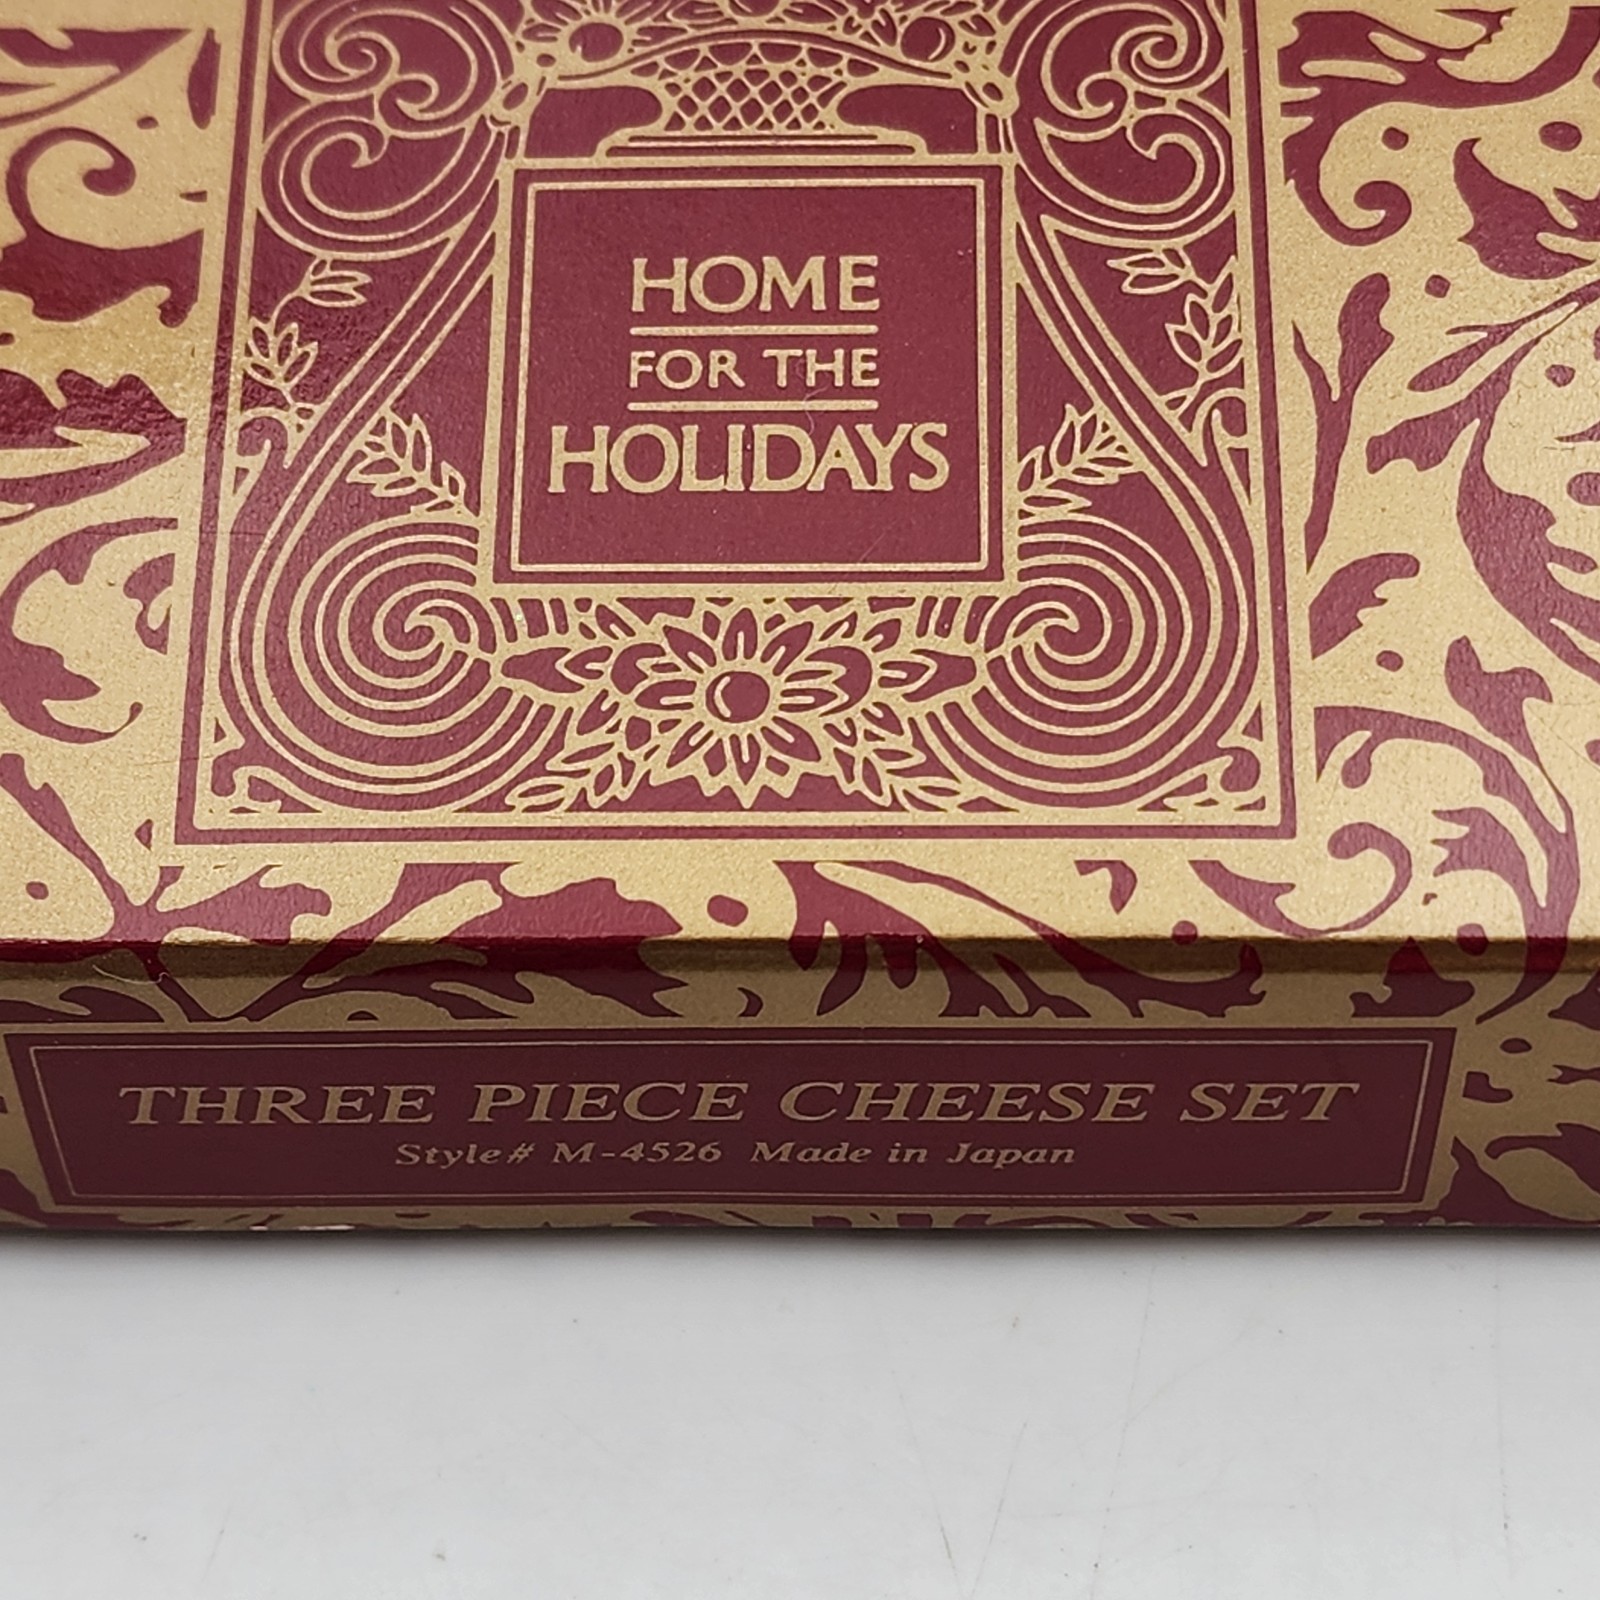 HOME
FOR THE
HOLIDAYS
THREE PIECE CHEESE SET
Style# M-4526 Made in Japan